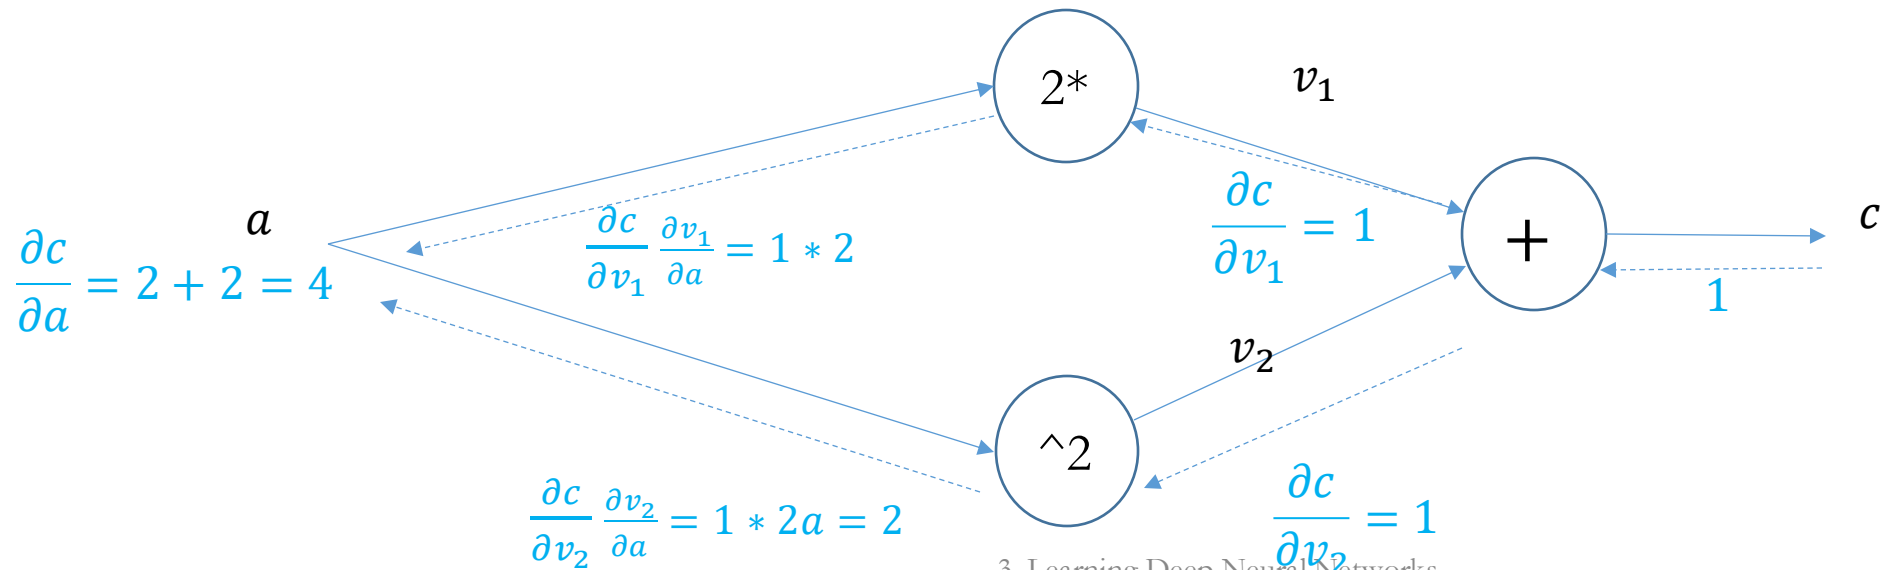 2*
v₁
a
∂c/∂v₁ ∂v₁/∂a = 1 * 2
∂c/∂v₁ = 1
+
c
∂c/∂a = 2 + 2 = 4
1
v₂
^2
∂c/∂v₂ ∂v₂/∂a = 1 * 2a = 2
∂c/∂v₂ = 1
3. Learning Deep Neural Networks